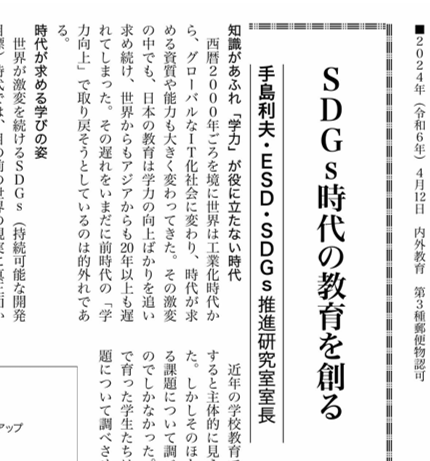 ■2024年（令和6年）4月12日　内外教育　第3種郵便物認可
SDGs時代の教育を創る
手島利夫・ESD・SDGs推進研究室室長
知識があふれ「学力」が役に立たない時代
西暦2000年ごろを境に世界は工業化時代か
ら、グローバルなIT化社会に変わり、時代が求
める資質や能力も大きく変わってきた。その激変
の中でも、日本の教育は学力の向上ばかりを追い
求め続け、世界からもアジアからも20年以上も遅
れてしまった。その遅れをいまだに前時代の「学
力向上」で取り戻そうとしているのは的外れであ
る。
時代が求める学びの姿
世界が激変を続けるSDGs（持続可能な開発
近年の学校教育
すると主体的に見
た。しかしそのほ
る課題について調
のでしかなかった。
で育った学生たち
題について調べさ
アップ